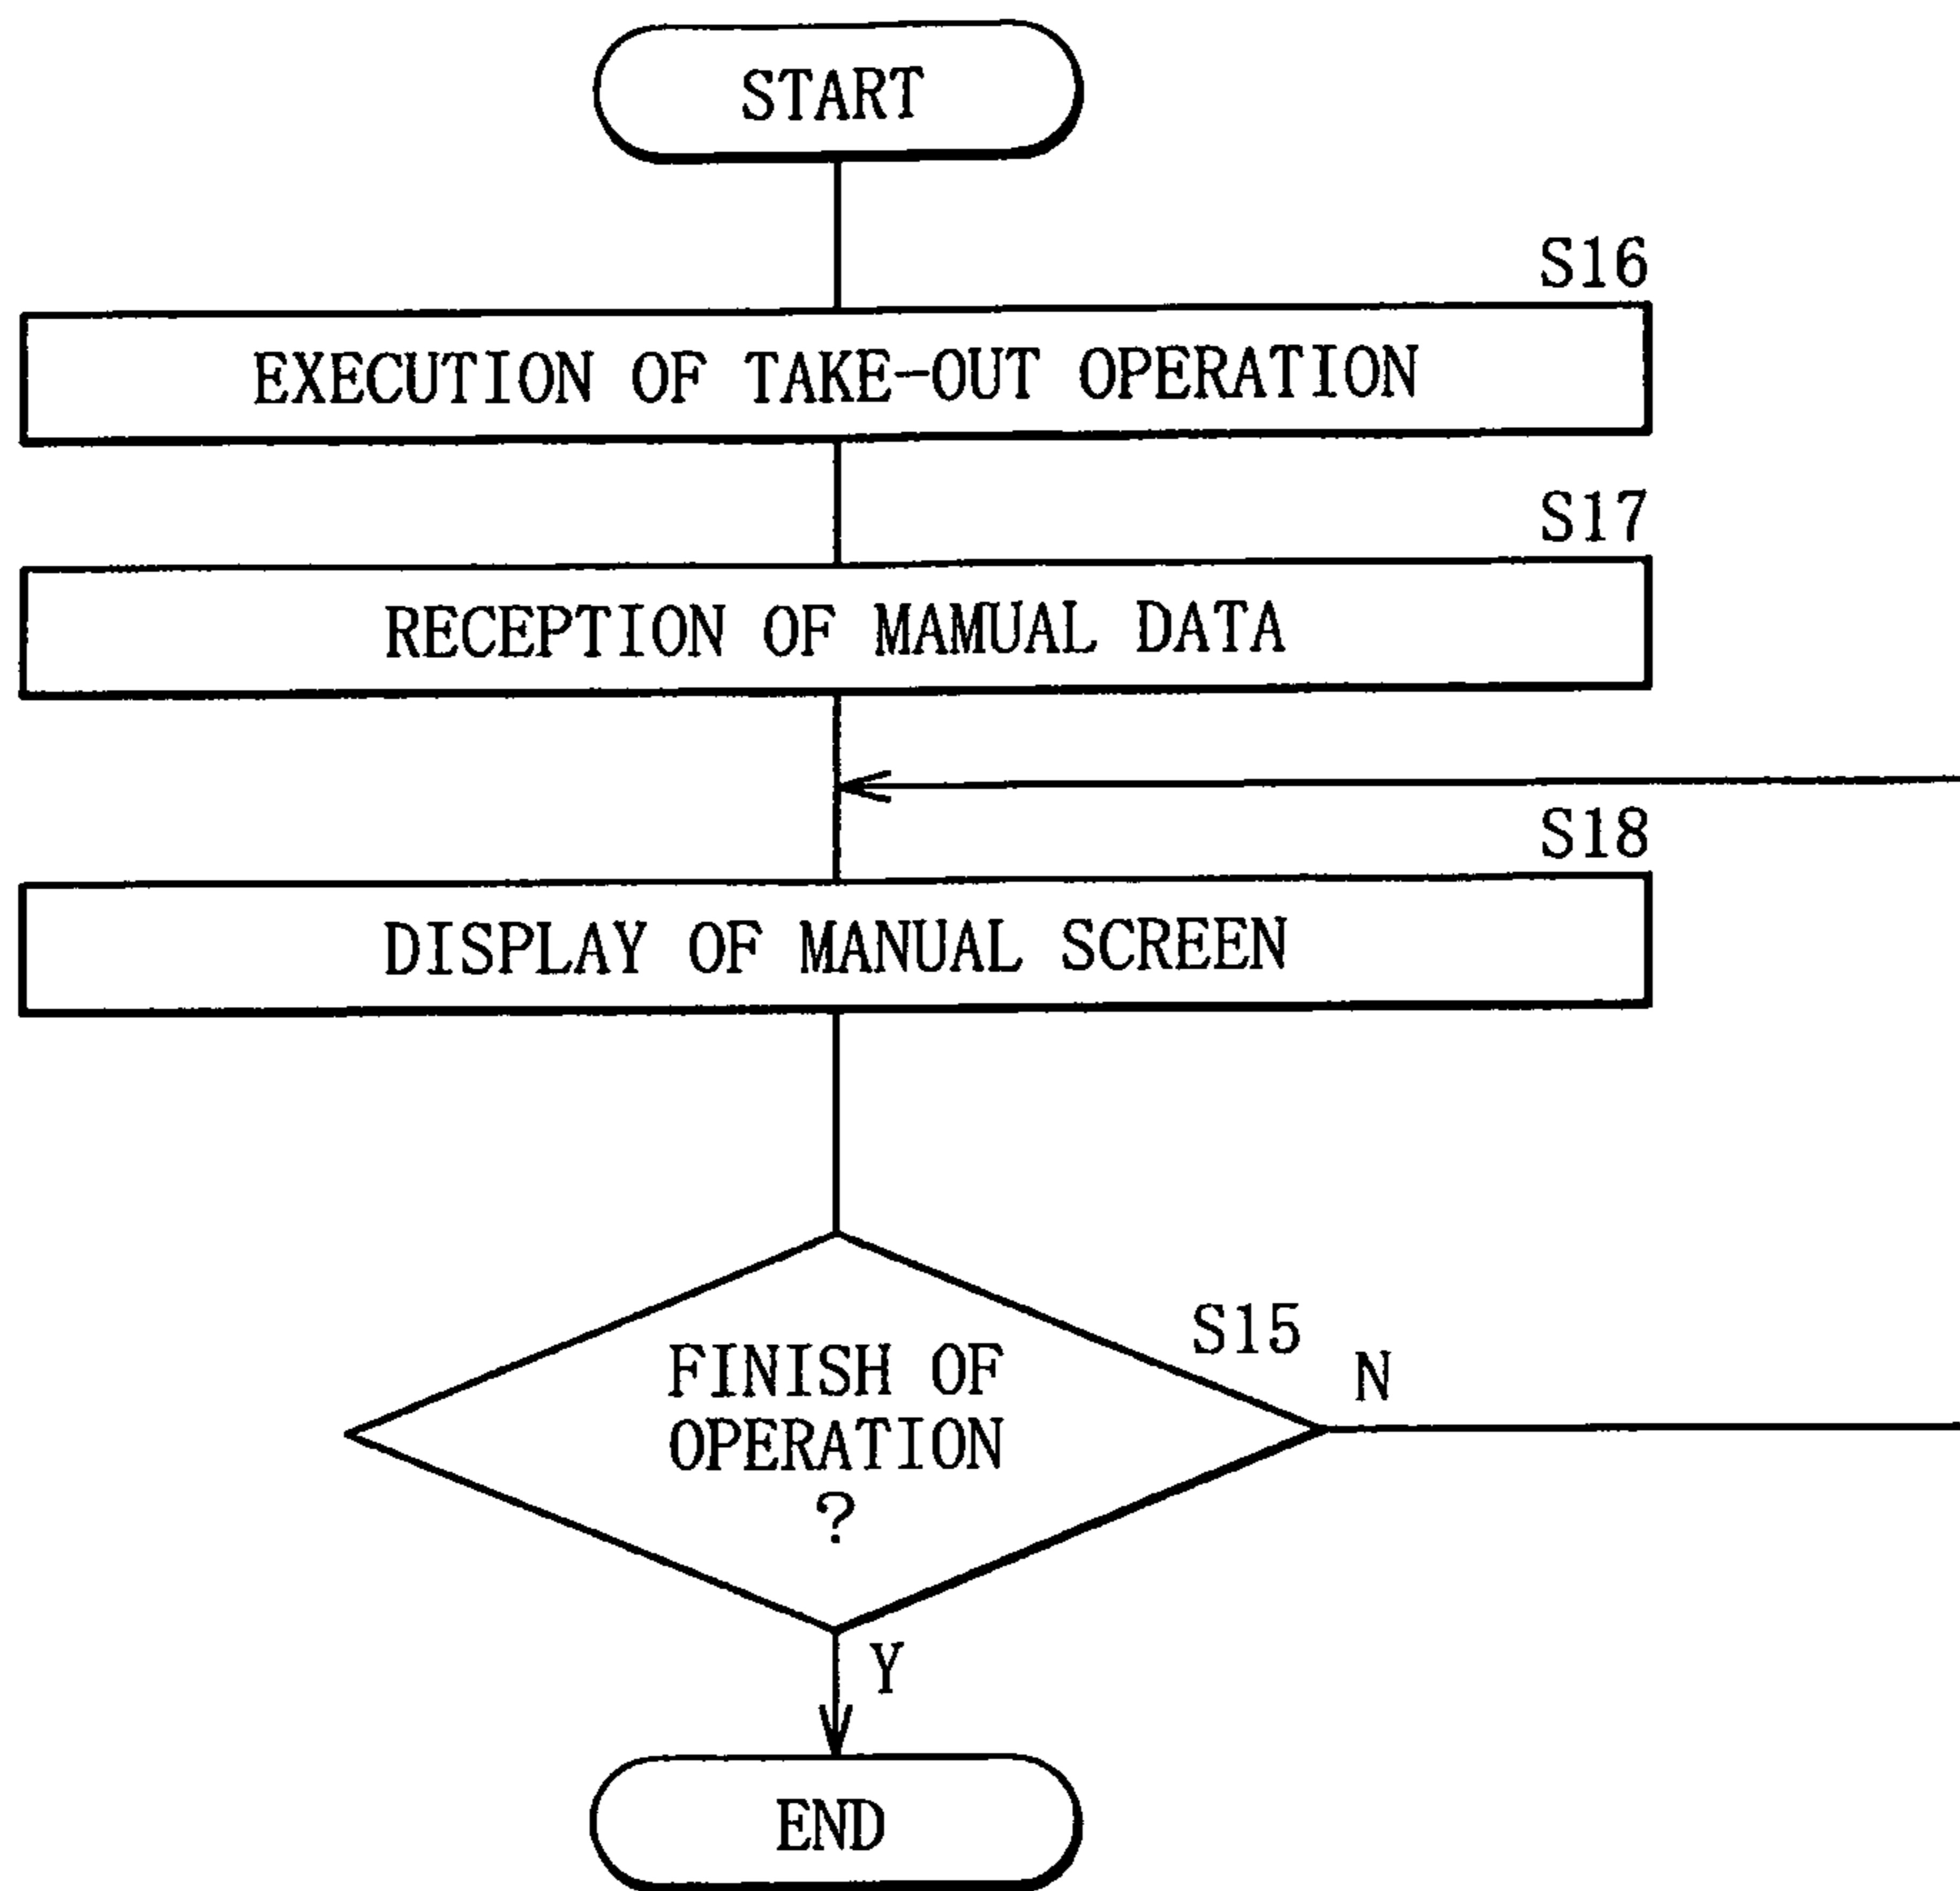 START
S16
EXECUTION OF TAKE-OUT OPERATION
S17
RECEPTION OF MAMUAL DATA
S18
DISPLAY OF MANUAL SCREEN
S15
N
FINISH OF
OPERATION
?
Y
END